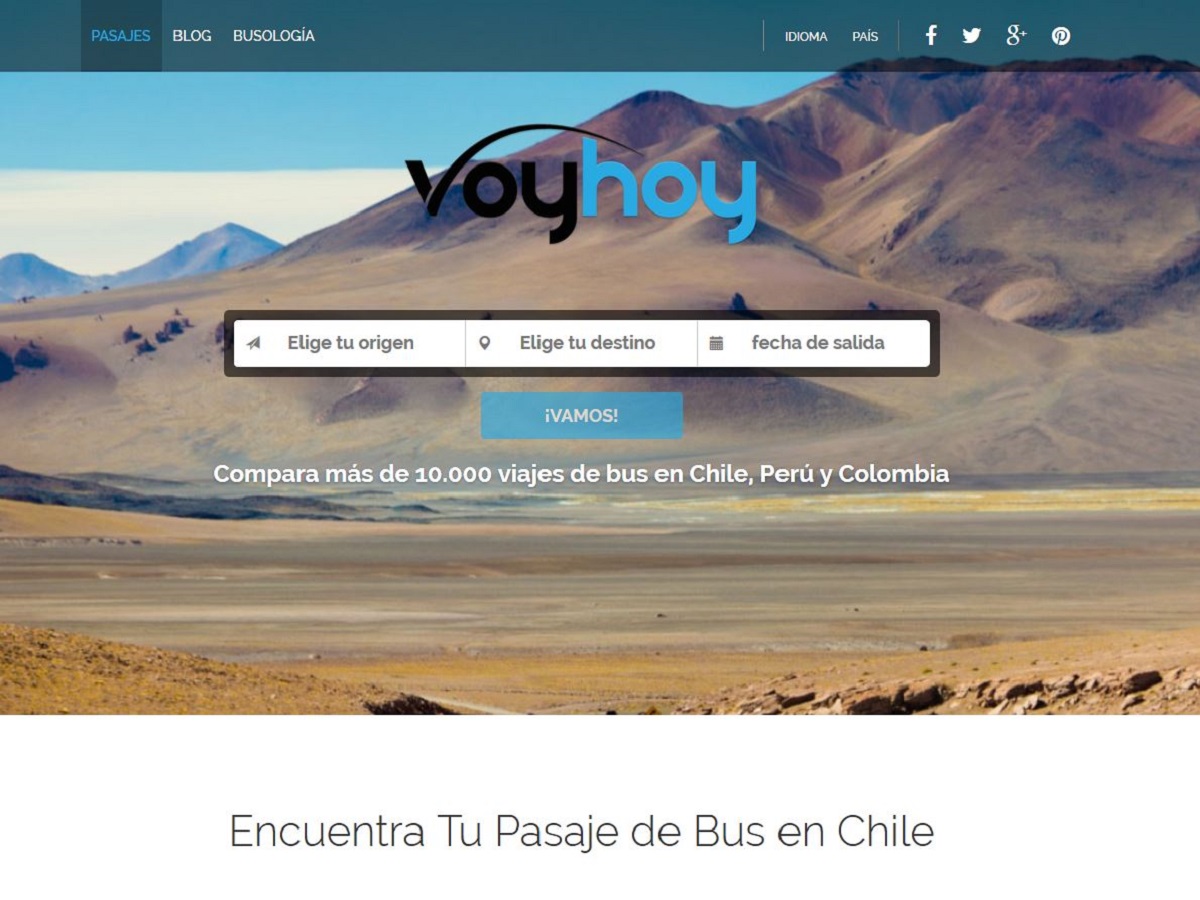 PASAJES BLOG BUSOLOGÍA IDIOMA PAÍS
voyhoy
Elige tu origen Elige tu destino fecha de salida
¡VAMOS!
Compara más de 10.000 viajes de bus en Chile, Perú y Colombia
Encuentra Tu Pasaje de Bus en Chile